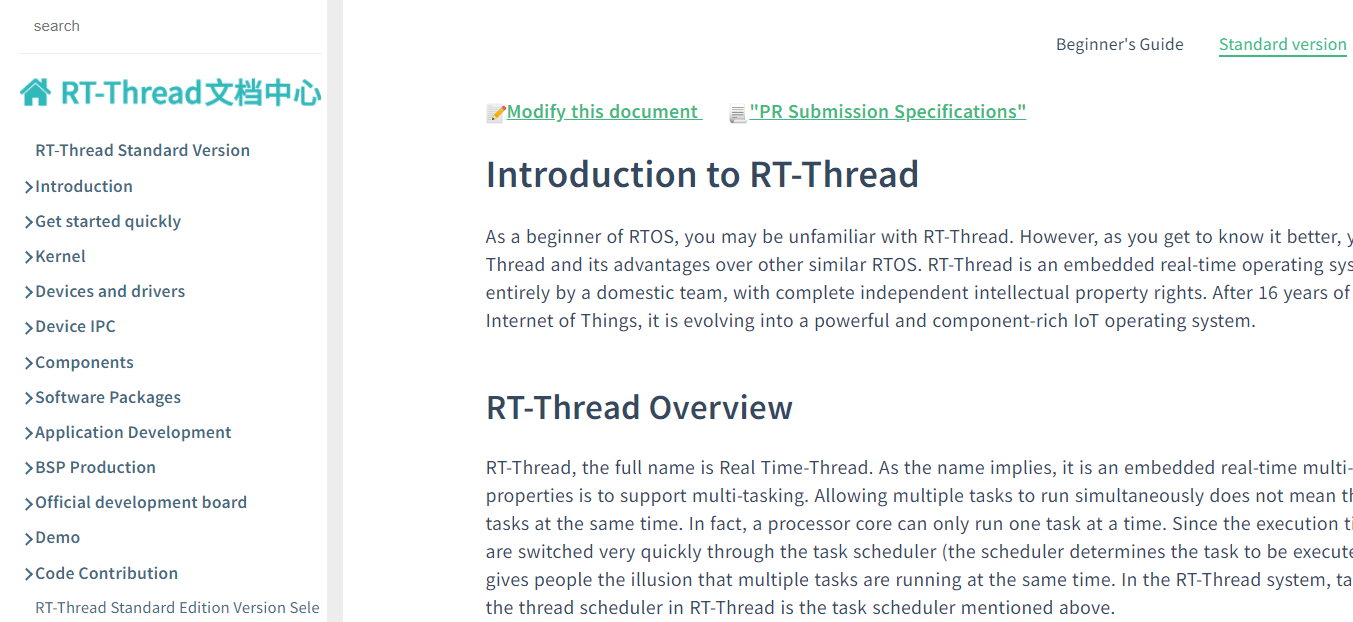 search
RT-Thread文档中心
RT-Thread Standard Version
Introduction
Get started quickly
Kernel
Devices and drivers
Device IPC
Components
Software Packages
Application Development
BSP Production
Official development board
Demo
Code Contribution
RT-Thread Standard Edition Version Sele
Beginner's Guide Standard version
Modify this document "PR Submission Specifications"
Introduction to RT-Thread
As a beginner of RTOS, you may be unfamiliar with RT-Thread. However, as you get to know it better,
Thread and its advantages over other similar RTOS. RT-Thread is an embedded real-time operating sys
entirely by a domestic team, with complete independent intellectual property rights. After 16 years of
Internet of Things, it is evolving into a powerful and component-rich IoT operating system.
RT-Thread Overview
RT-Thread, the full name is Real Time-Thread. As the name implies, it is an embedded real-time multi-
properties is to support multi-tasking. Allowing multiple tasks to run simultaneously does not mean
tasks at the same time. In fact, a processor core can only run one task at a time. Since the execution ti
are switched very quickly through the task scheduler (the scheduler determines the task to be execute
gives people the illusion that multiple tasks are running at the same time. In the RT-Thread system, ta
the thread scheduler in RT-Thread is the task scheduler mentioned above.